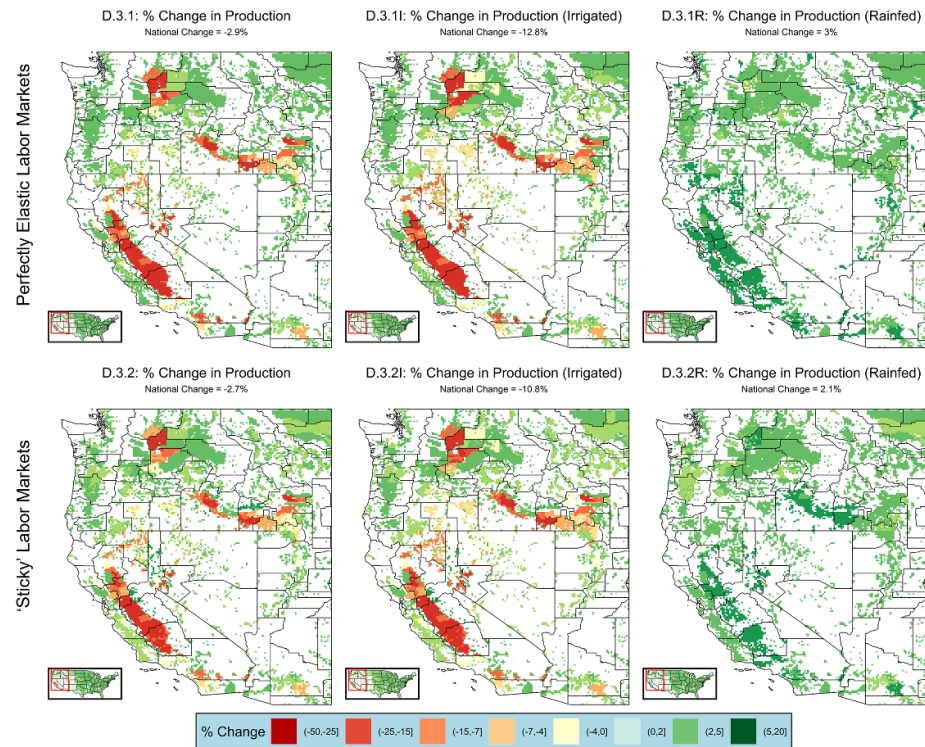 D.3.1: % Change in Production
National Change = -2.9%
D.3.1I: % Change in Production (Irrigated)
National Change = -12.8%
D.3.1R: % Change in Production (Rainfed)
National Change = 3%
Perfectly Elastic Labor Markets
D.3.2: % Change in Production
National Change = -2.7%
D.3.2I: % Change in Production (Irrigated)
National Change = -10.8%
D.3.2R: % Change in Production (Rainfed)
National Change = 2.1%
'Sticky' Labor Markets
% Change (-50,-25] (-25,-15] (-15,-7] (-7,-4] (-4,0] (0,2] (2,5] (5,20]